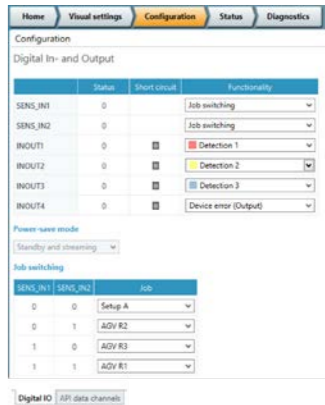 Home Visual settings Configuration Status Diagnostics
Configuration
Digital In- and Output
Status Short circuit Functionality
SENS_IN1 0 Job switching
SENS_IN2 0 Job switching
INOUT1 0 Detection 1
INOUT2 0 Detection 2
INOUT3 0 Detection 3
INOUT4 0 Device error (Output)
Power-save mode
Standby and streaming
Job switching
SENS_IN1 SENS_IN2 Job
0 0 Setup A
0 1 AGV R2
1 0 AGV R3
1 1 AGV R1
Digital IO API data channels